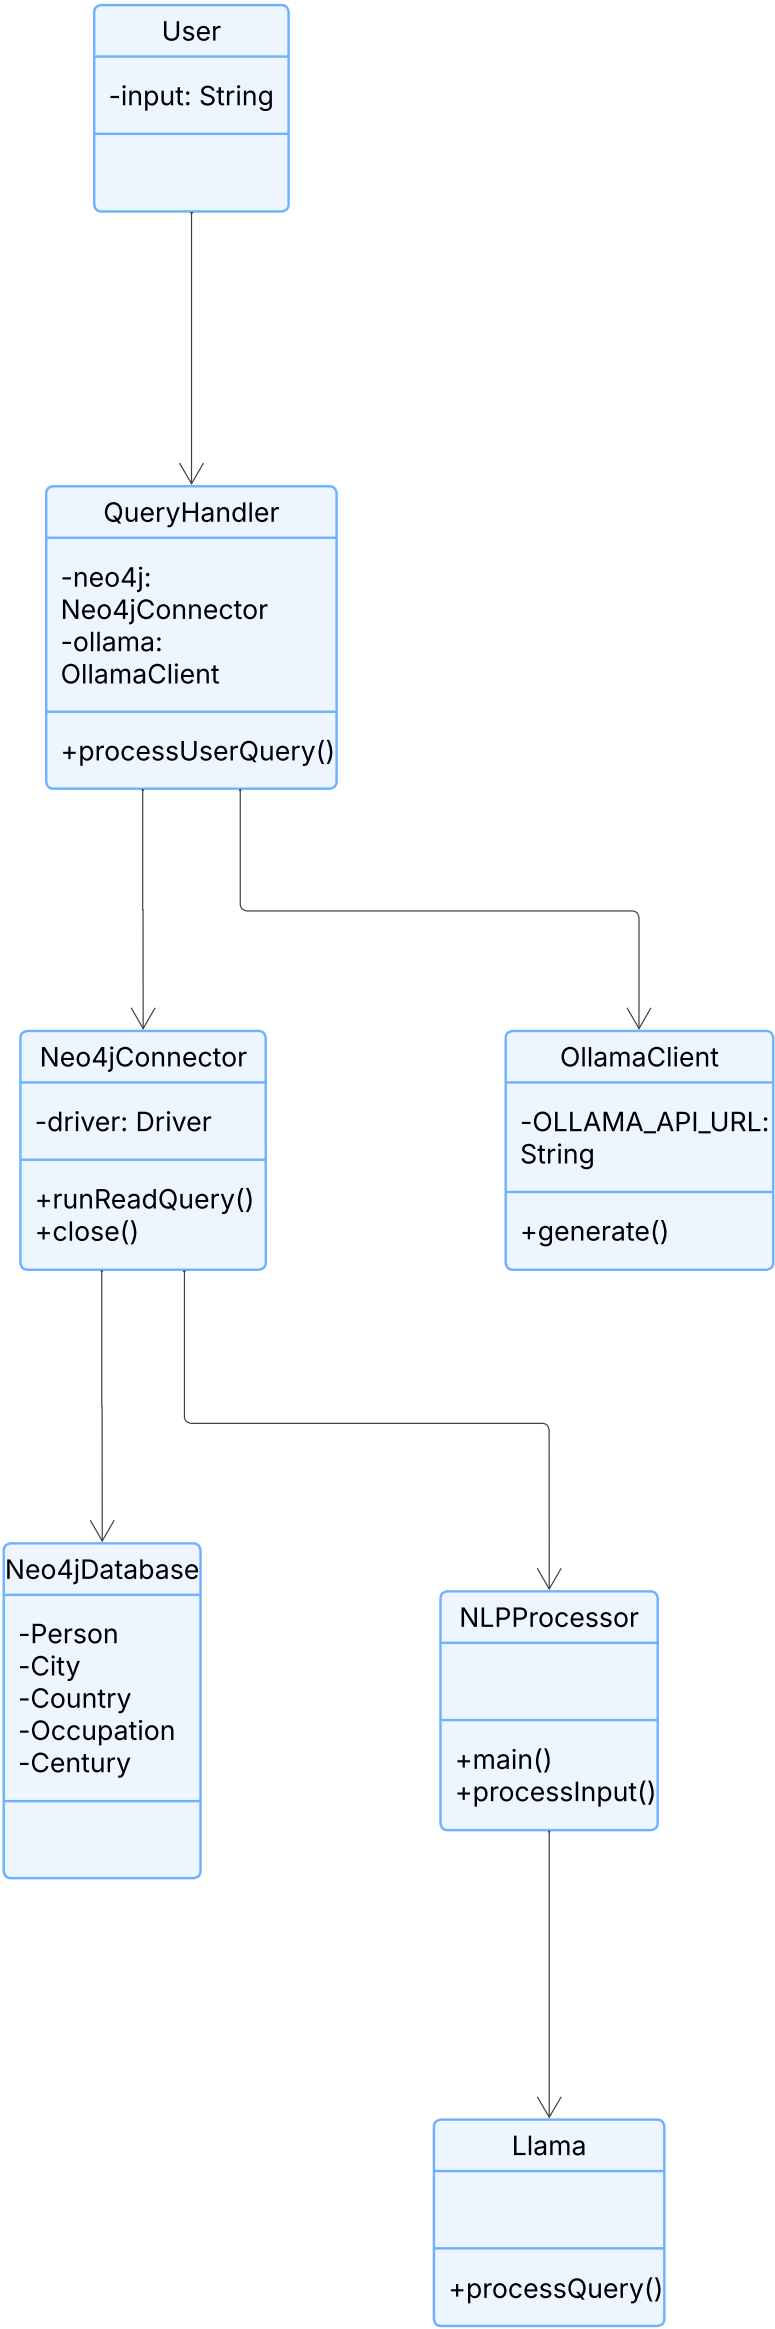 User
-input: String
QueryHandler
-neo4j:
Neo4jConnector
-ollama:
OllamaClient
+processUserQuery()
Neo4jConnector
-driver: Driver
+runReadQuery()
+close()
OllamaClient
-OLLAMA_API_URL:
String
+generate()
Neo4jDatabase
-Person
-City
-Country
-Occupation
-Century
NLPProcessor
+main()
+processInput()
Llama
+processQuery()